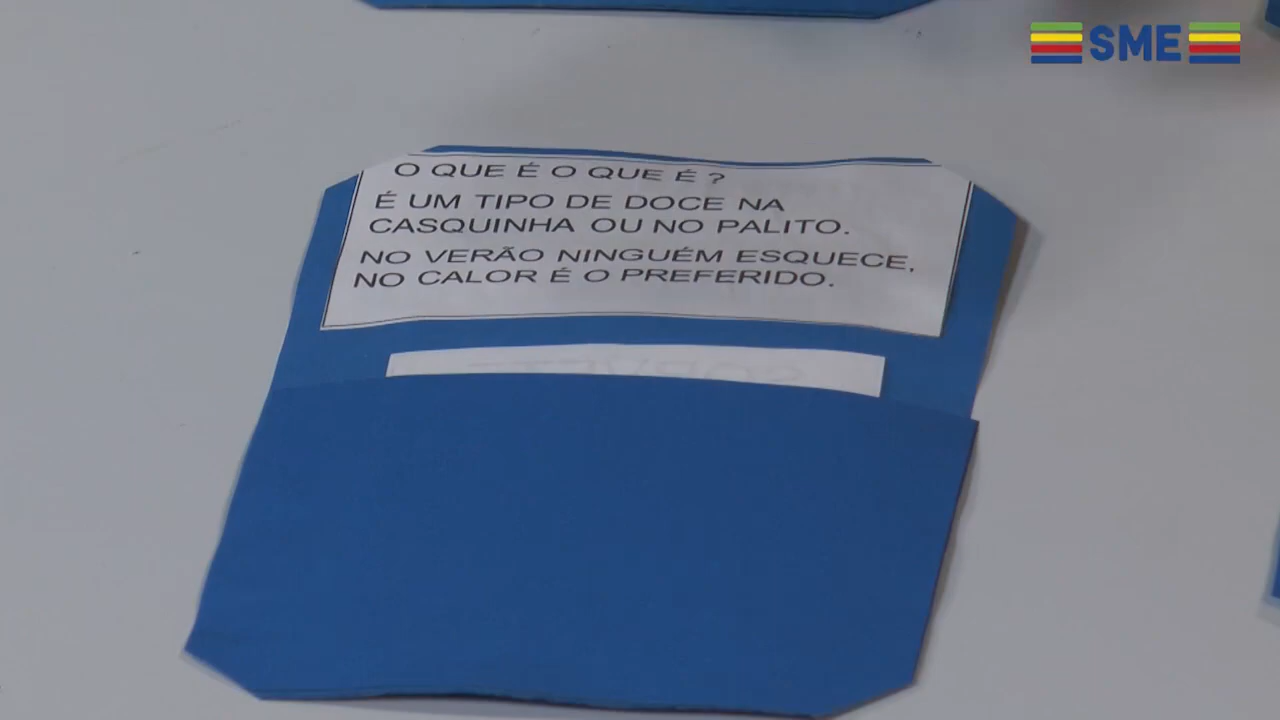 SME
O QUE É O QUE É ?
É UM TIPO DE DOCE NA
CASQUINHA OU NO PALITO.
NO VERÃO NINGUÉM ESQUECE,
NO CALOR É O PREFERIDO.